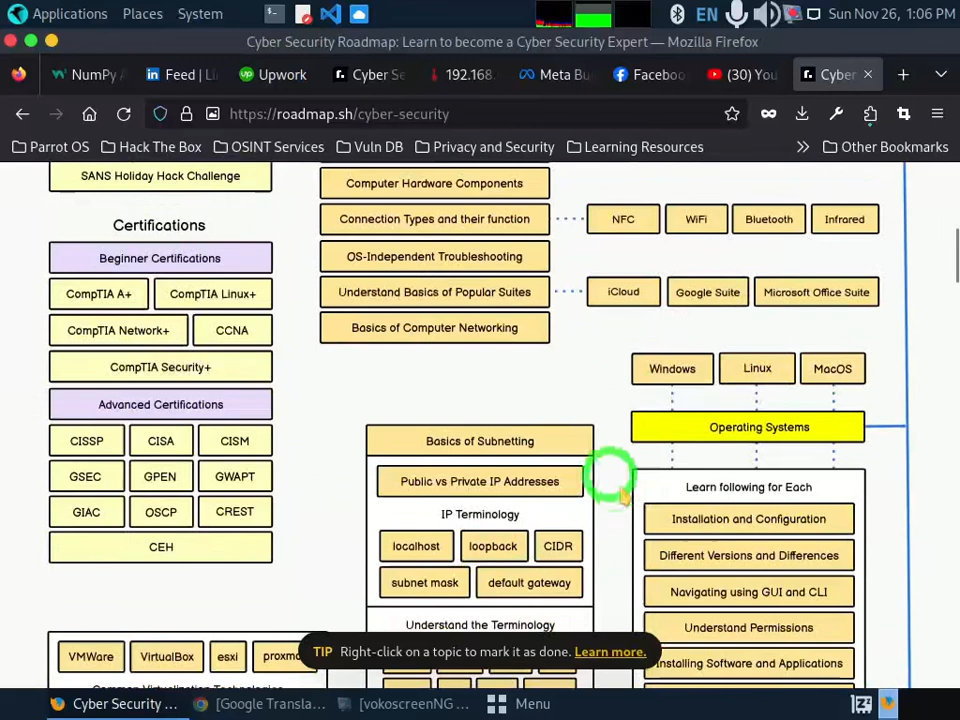 Applications Places System EN Sun Nov 26, 1:06 PM
Cyber Security Roadmap: Learn to become a Cyber Security Expert — Mozilla Firefox
NumPy Feed | Upwork Cyber Se 192.168. Meta Bu Facebo (30) You Cyber
https://roadmap.sh/cyber-security
Parrot OS Hack The Box OSINT Services Vuln DB Privacy and Security Learning Resources Other Bookmarks
SANS Holiday Hack Challenge
Certifications
Beginner Certifications
CompTIA A+ CompTIA Linux+
CompTIA Network+ CCNA
CompTIA Security+
Advanced Certifications
CISSP CISA CISM
GSEC GPEN GWAPT
GIAC OSCP CREST
CEH
VMWare VirtualBox esxi proxm
Computer Hardware Components
Connection Types and their function
NFC WiFi Bluetooth Infrared
OS-Independent Troubleshooting
Understand Basics of Popular Suites
iCloud Google Suite Microsoft Office Suite
Basics of Computer Networking
Windows Linux MacOS
Operating Systems
Basics of Subnetting
Public vs Private IP Addresses
IP Terminology
localhost loopback CIDR
subnet mask default gateway
Understand the Terminology
Learn following for Each
Installation and Configuration
Different Versions and Differences
Navigating using GUI and CLI
Understand Permissions
Installing Software and Applications
TIP Right-click on a topic to mark it as done. Learn more.
Cyber Security ... [Google Transla... [vokoscreenNG ... Menu